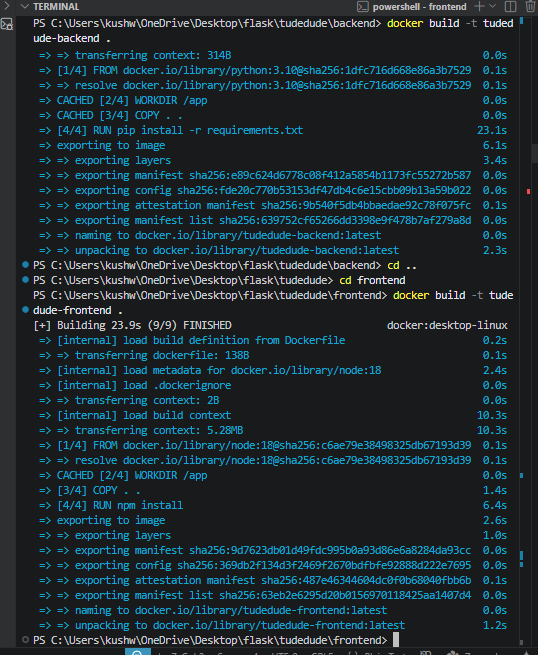 TERMINAL
powershell - frontend
PS C:\Users\kushw\OneDrive\Desktop\flask\tudedude\backend> docker build -t tuded
ude-backend .
=> => transferring context: 314B 0.0s
=> [1/4] FROM docker.io/library/python:3.10@sha256:1dfc716d668e86a3b7529 0.1s
=> => resolve docker.io/library/python:3.10@sha256:1dfc716d668e86a3b7529 0.1s
=> CACHED [2/4] WORKDIR /app 0.0s
=> CACHED [3/4] COPY . . 0.0s
=> [4/4] RUN pip install -r requirements.txt 23.1s
=> exporting to image 6.1s
=> => exporting layers 3.4s
=> => exporting manifest sha256:e89c624d6778c08f412a5854b1173fc55272b587 0.0s
=> => exporting config sha256:fde20c770b53153df47db4c6e15cbb09b13a59b022 0.0s
=> => exporting attestation manifest sha256:9b540f5db4bbaedae92c78f075fc 0.1s
=> => exporting manifest list sha256:639752cf65266dd3398e9f478b7af279a8d 0.0s
=> => naming to docker.io/library/tudedude-backend:latest 0.0s
=> => unpacking to docker.io/library/tudedude-backend:latest 2.3s
PS C:\Users\kushw\OneDrive\Desktop\flask\tudedude\backend> cd ..
PS C:\Users\kushw\OneDrive\Desktop\flask\tudedude> cd frontend
PS C:\Users\kushw\OneDrive\Desktop\flask\tudedude\frontend> docker build -t tude
dude-frontend .
[+] Building 23.9s (9/9) FINISHED docker:desktop-linux
=> [internal] load build definition from Dockerfile 0.2s
=> => transferring dockerfile: 138B 0.1s
=> [internal] load metadata for docker.io/library/node:18 2.4s
=> [internal] load .dockerignore 0.0s
=> => transferring context: 2B 0.0s
=> [internal] load build context 10.3s
=> => transferring context: 5.28MB 10.3s
=> [1/4] FROM docker.io/library/node:18@sha256:c6ae79e38498325db67193d39 0.1s
=> => resolve docker.io/library/node:18@sha256:c6ae79e38498325db67193d39 0.1s
=> CACHED [2/4] WORKDIR /app 0.0s
=> [3/4] COPY . . 1.4s
=> [4/4] RUN npm install 6.4s
=> exporting to image 2.6s
=> => exporting layers 1.0s
=> => exporting manifest sha256:9d7623db01d49fdc995b0a93d86e6a8284da93cc 0.0s
=> => exporting config sha256:369db2f134d3f2469f2670bdfbfe92888d222e7695 0.0s
=> => exporting attestation manifest sha256:487e46344604dc0f0b68040fbb6b 0.1s
=> => exporting manifest list sha256:63eb2e6295d20b0156970118425aa1407d4 0.0s
=> => naming to docker.io/library/tudedude-frontend:latest 0.0s
=> => unpacking to docker.io/library/tudedude-frontend:latest 1.2s
PS C:\Users\kushw\OneDrive\Desktop\flask\tudedude\frontend>